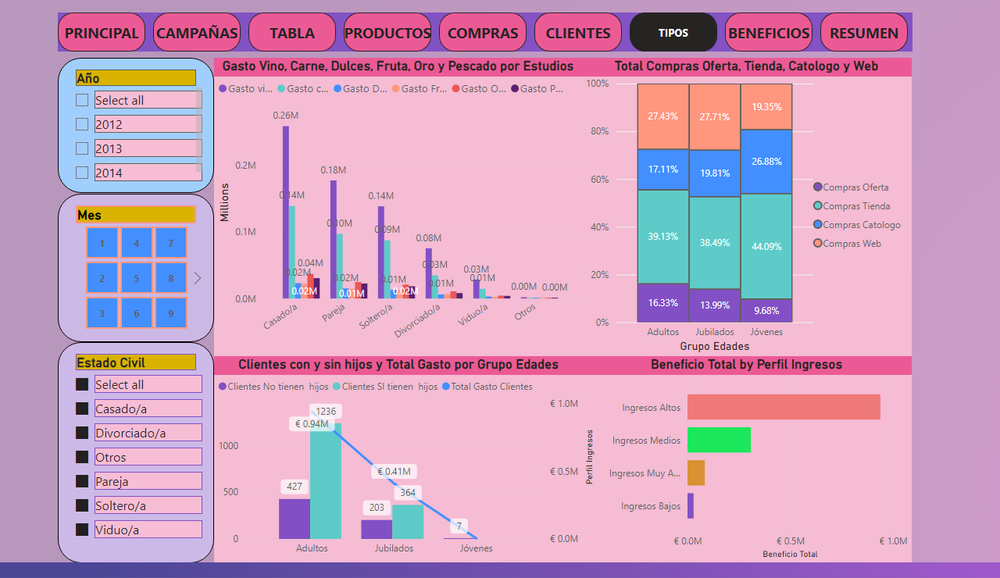 PRINCIPAL
CAMPAÑAS
TABLA
PRODUCTOS
COMPRAS
CLIENTES
TIPOS
BENEFICIOS
RESUMEN
Año
Select all
2012
2013
2014
Mes
1 4 7
2 5 8
3 6 9
Estado Civil
Select all
Casado/a
Divorciado/a
Otros
Pareja
Soltero/a
Viduo/a
Gasto Vino, Carne, Dulces, Fruta, Oro y Pescado por Estudios
Gasto vi... Gasto c... Gasto D... Gasto Fr... Gasto O... Gasto P...
Millions
0.2M
0.1M
0.0M
0.26M
0.14M
0.02M
0.04M
0.02M
0.18M
0.10M
0.02M
0.01M
0.14M
0.09M
0.01M
0.02M
0.08M
0.03M
0.01M
0.03M
0.01M
0.00M
0.00M
Casado/a
Pareja
Soltero/a
Divorciado/a
Viduo/a
Otros
Total Compras Oferta, Tienda, Catologo y Web
100%
80%
60%
40%
20%
0%
27.43% 27.71% 19.35%
17.11% 19.81% 26.88%
39.13% 38.49% 44.09%
16.33% 13.99% 9.68%
Adultos Jubilados Jóvenes
Grupo Edades
Compras Oferta
Compras Tienda
Compras Catologo
Compras Web
Clientes con y sin hijos y Total Gasto por Grupo Edades
Clientes No tienen hijos Clientes SI tienen hijos Total Gasto Clientes
1000
500
0
1236
€ 0.94M
427
€ 0.41M
364
203
7
€ 1.0M
€ 0.5M
€ 0.0M
Adultos Jubilados Jóvenes
Beneficio Total by Perfil Ingresos
Perfil Ingresos
Ingresos Altos
Ingresos Medios
Ingresos Muy A...
Ingresos Bajos
€ 0.0M € 0.5M € 1.0M
Beneficio Total